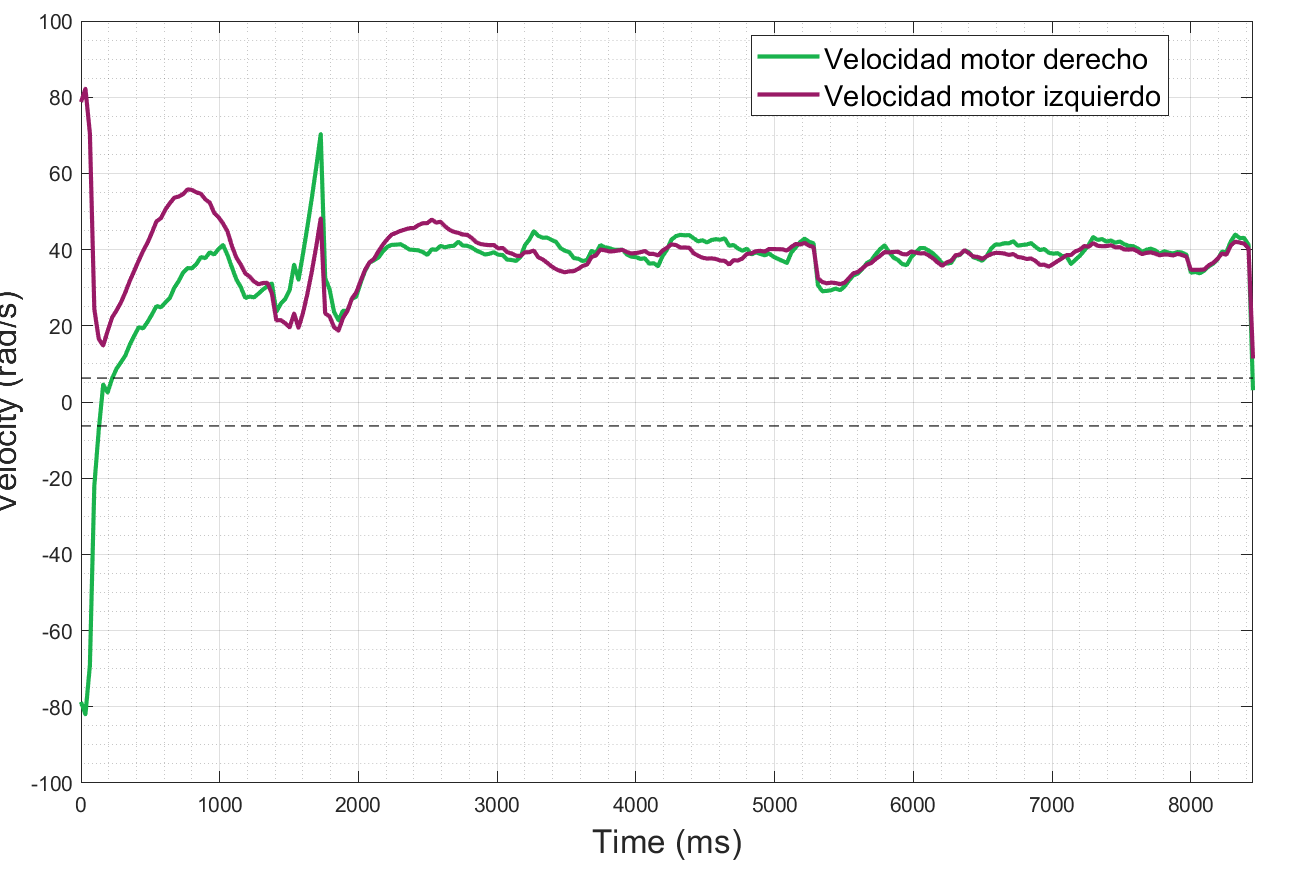 100
80
60
40
20
0
-20
-40
-60
-80
-100
Velocity (rad/s)
Velocidad motor derecho
Velocidad motor izquierdo
0 1000 2000 3000 4000 5000 6000 7000 8000
Time (ms)